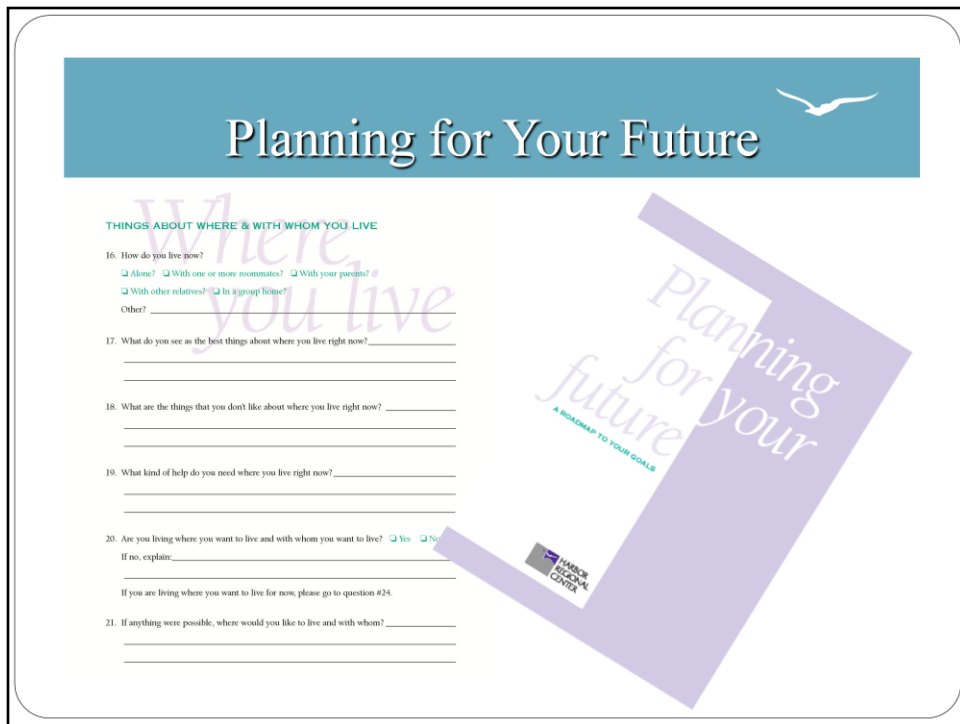 Planning for Your Future
Where
you live
THINGS ABOUT WHERE & WITH WHOM YOU LIVE
16. How do you live now?
❏ Alone? ❏ With one or more roommates? ❏ With your parents?
❏ With other relatives? ❏ In a group home?
Other?
17. What do you see as the best things about where you live right now?
18. What are the things that you don't like about where you live right now?
19. What kind of help do you need where you live right now?
20. Are you living where you want to live and with whom you want to live? ❏ Yes ❏ No
If no, explain:
If you are living where you want to live for now, please go to question #24.
21. If anything were possible, where would you like to live and with whom?
Planning
for your
future
A ROADMAP TO YOUR GOALS
HARBOR
REGIONAL
CENTER